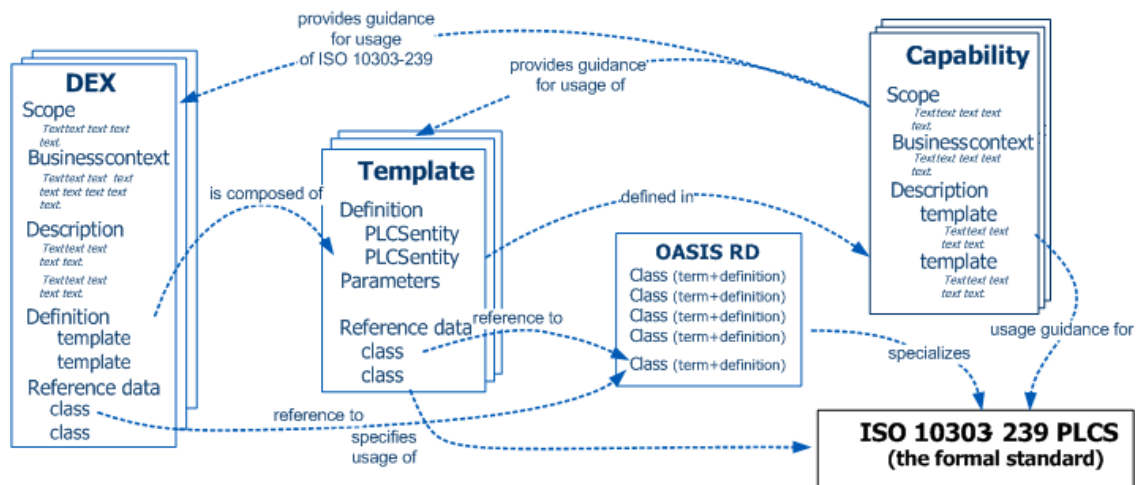 provides guidance
for usage
of ISO 10303-239
provides guidance
for usage of
DEX
Scope
Texttext text text
text.
Businesscontext
Texttext text text
text text text text
text.
Description
Texttext text
text text
Texttext text
text text.
Definition
template
template
Reference data
class
class
is composed of
Template
Definition
PLCSentity
PLCSentity
Parameters
Reference data
class
class
defined in
reference to
reference to
specifies
usage of
OASIS RD
Class (term+definition)
Class (term+definition)
Class (term+definition)
Class (term+definition)
Class (term+definition)
Capability
Scope
Texttext text text
text.
Businesscontext
Texttext text text
text.
Description
template
Texttext text
text text.
template
Texttext text
text text.
specializes
usage guidance for
ISO 10303 239 PLCS
(the formal standard)